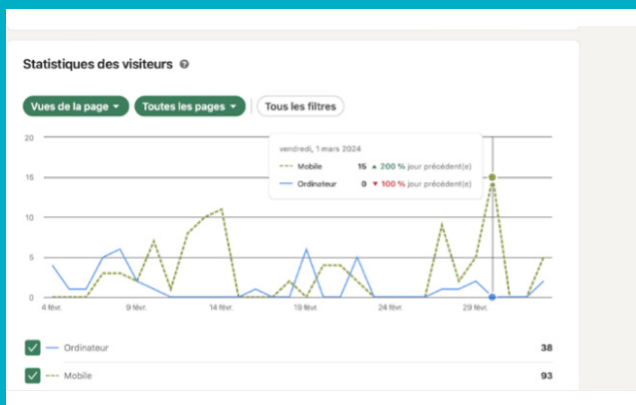 Statistiques des visiteurs
Vues de la page
Toutes les pages
Tous les filtres
20
vendredi, 1 mars 2024
Mobile 15 ▲ 200 % jour précédent(e)
Ordinateur 0 ▼ 100 % jour précédent(e)
15
10
5
0
4 févr. 9 févr. 14 févr. 19 févr. 24 févr. 29 févr.
Ordinateur 38
Mobile 93